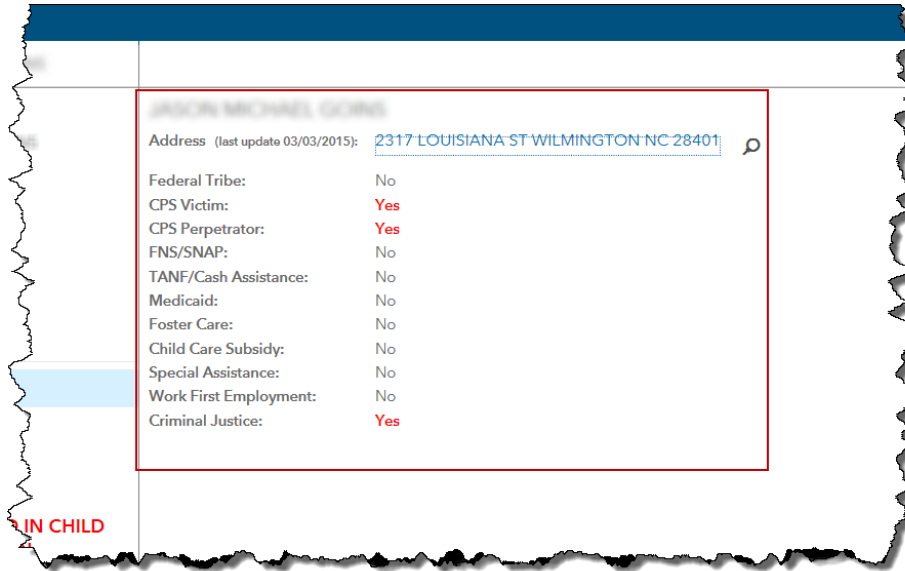 Address (last update 03/03/2015): 2317 LOUISIANA ST WILMINGTON NC 28401
Federal Tribe: No
CPS Victim: Yes
CPS Perpetrator: Yes
FNS/SNAP: No
TANF/Cash Assistance: No
Medicaid: No
Foster Care: No
Child Care Subsidy: No
Special Assistance: No
Work First Employment: No
Criminal Justice: Yes
IN CHILD